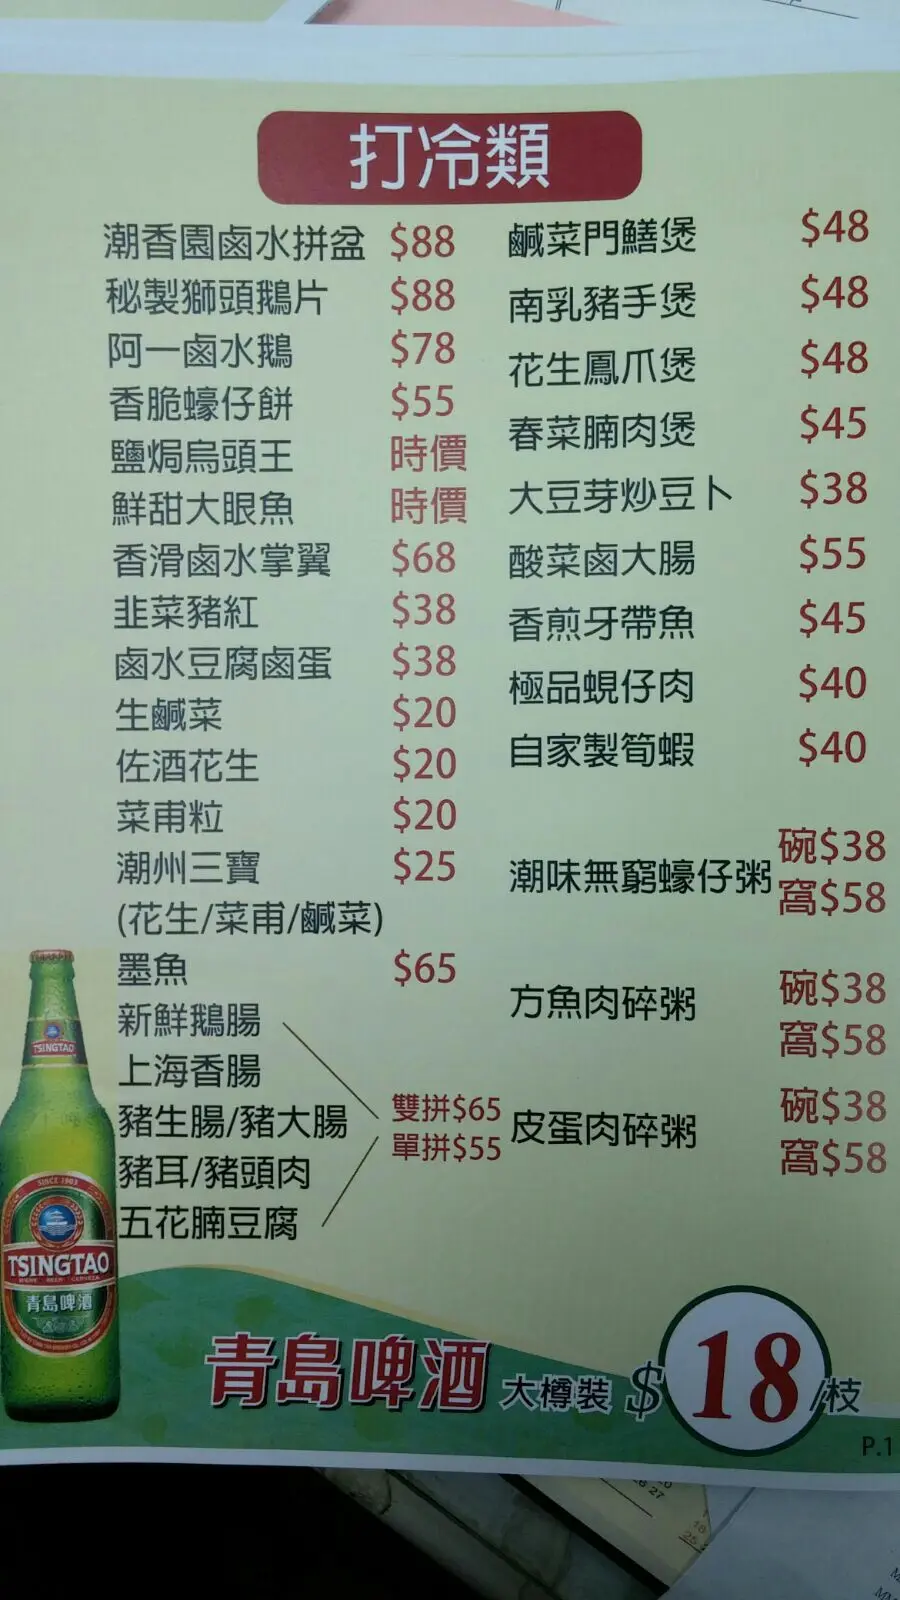 打冷類
潮香園鹵水拼盆 $88
秘製獅頭鵝片 $88
阿一鹵水鵝 $78
香脆蠔仔餅 $55
鹽焗烏頭王 時價
鮮甜大眼魚 時價
香滑鹵水掌翼 $68
韭菜豬紅 $38
鹵水豆腐鹵蛋 $38
生鹹菜 $20
佐酒花生 $20
菜甫粒 $20
潮州三寶 $25
(花生/菜甫/鹹菜)
墨魚 $65
新鮮鵝腸
上海香腸
豬生腸/豬大腸
豬耳/豬頭肉
五花腩豆腐
雙拼$65
單拼$55
鹹菜門鱔煲 $48
南乳豬手煲 $48
花生鳳爪煲 $48
春菜腩肉煲 $45
大豆芽炒豆卜 $38
酸菜鹵大腸 $55
香煎牙帶魚 $45
極品蜆仔肉 $40
自家製筍蝦 $40
潮味無窮蠔仔粥 碗$38
窩$58
方魚肉碎粥 碗$38
窩$58
皮蛋肉碎粥 碗$38
窩$58
TSINGTAO
SINCE 1903
TSINGTAO
青島啤酒
青島啤酒 大樽裝 $18/枝
P.1